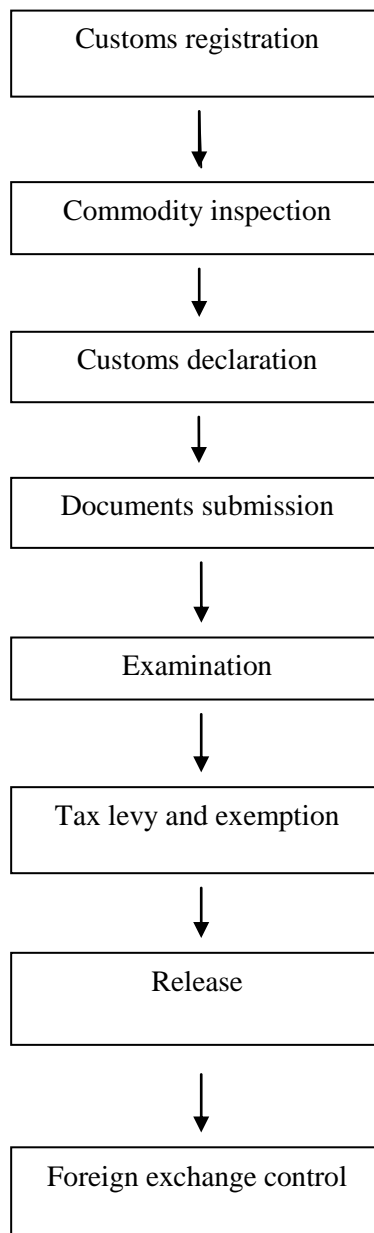 Customs registration
Commodity inspection
Customs declaration
Documents submission
Examination
Tax levy and exemption
Release
Foreign exchange control